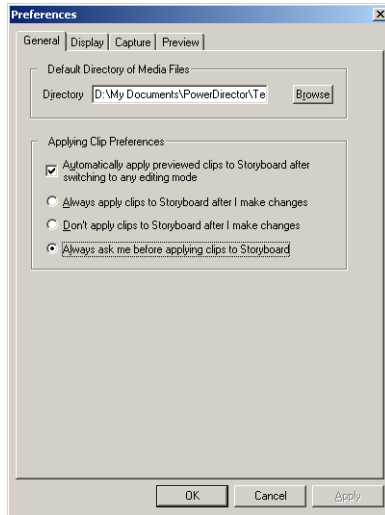 Preferences
General Display Capture Preview
Default Directory of Media Files
Directory D:\My Documents\PowerDirector\Te Browse
Applying Clip Preferences
Automatically apply previewed clips to Storyboard after
switching to any editing mode
Always apply clips to Storyboard after I make changes
Don't apply clips to Storyboard after I make changes
Always ask me before applying clips to Storyboard
OK Cancel Apply